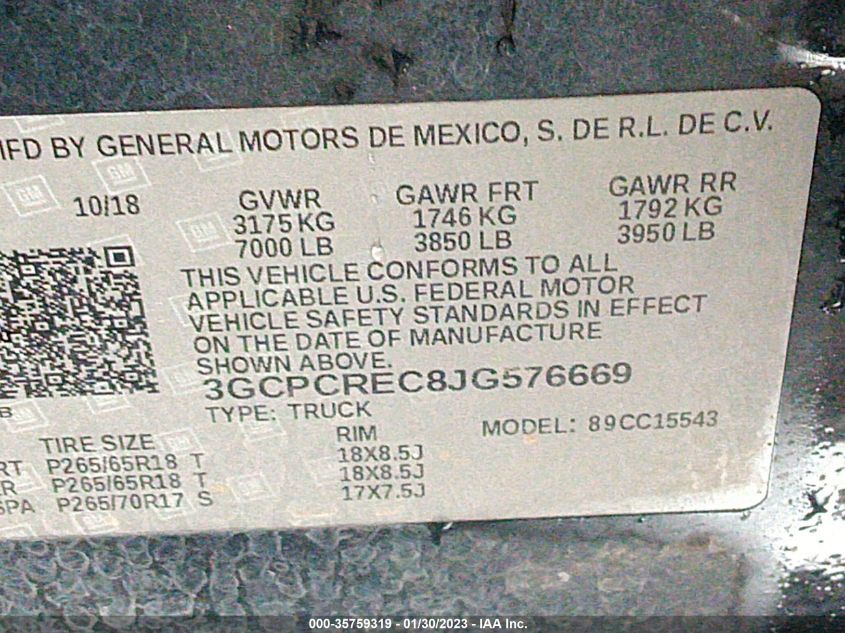 MFD BY GENERAL MOTORS DE MEXICO, S. DE R.L. DE C.V.
10/18 GVWR GAWR FRT GAWR RR
3175 KG 1746 KG 1792 KG
7000 LB 3850 LB 3950 LB
THIS VEHICLE CONFORMS TO ALL
APPLICABLE U.S. FEDERAL MOTOR
VEHICLE SAFETY STANDARDS IN EFFECT
ON THE DATE OF MANUFACTURE
SHOWN ABOVE.
3GCPCREC8JG576669
B TYPE: TRUCK MODEL: 89CC15543
TIRE SIZE RIM
RT P265/65R18 T 18X8.5J
R P265/65R18 T 18X8.5J
SPA P265/70R17 S 17X7.5J
GM
GM
000-35759319 - 01/30/2023 - IAA Inc.